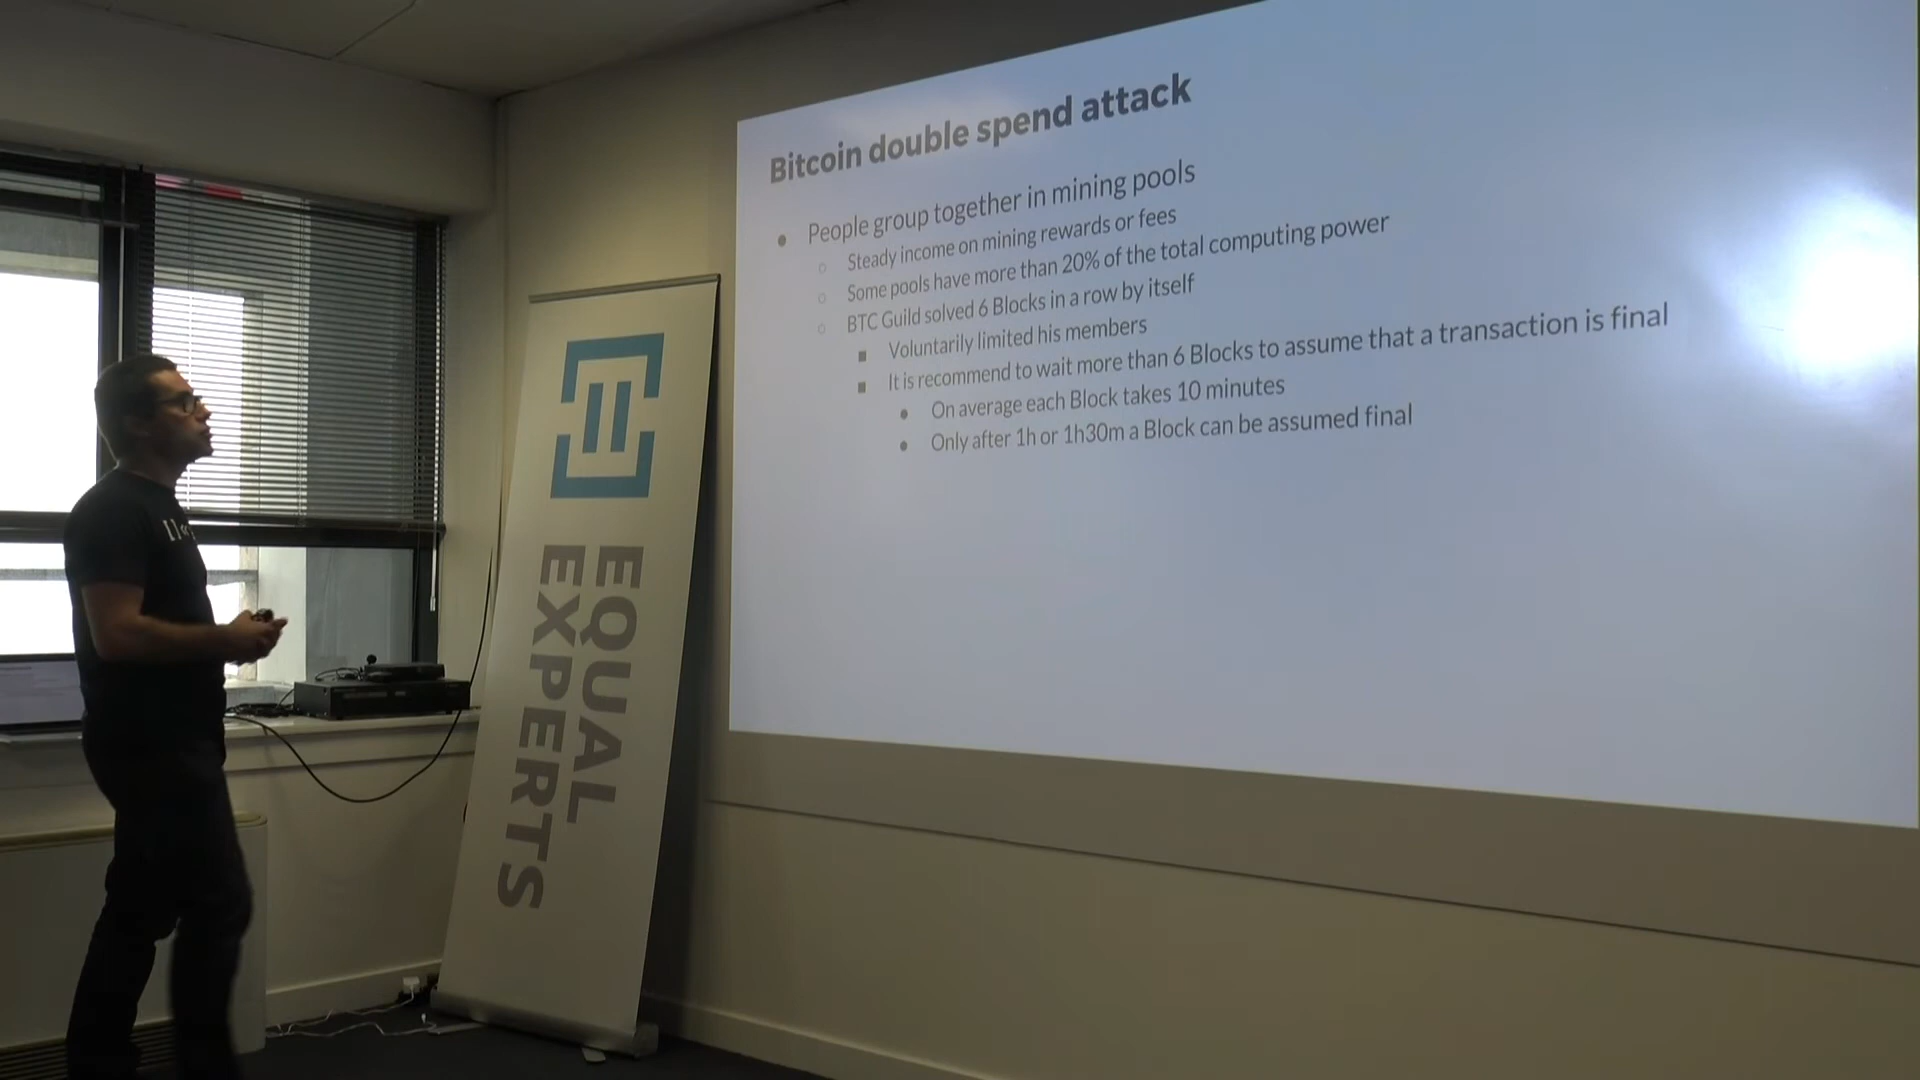 Bitcoin double spend attack
People group together in mining pools
Steady income on mining rewards or fees
Some pools have more than 20% of the total computing power
BTC Guild solved 6 Blocks in a row by itself
Voluntarily limited his members
It is recommend to wait more than 6 Blocks to assume that a transaction is final
On average each Block takes 10 minutes
Only after 1h or 1h30m a Block can be assumed final
EQUAL
EXPERTS